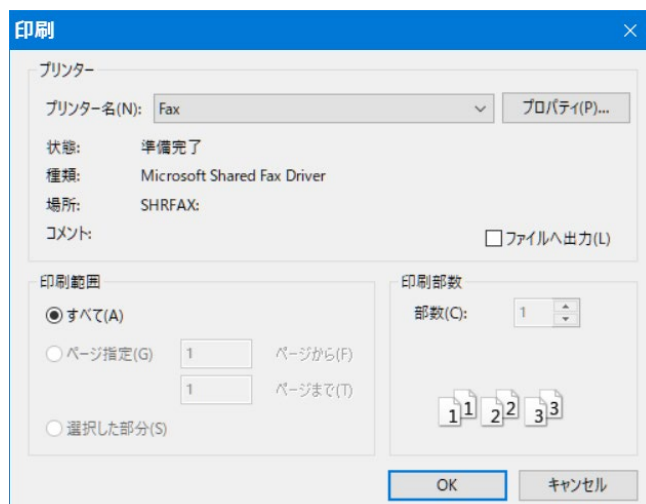 印刷
プリンター
プリンター名(N): Fax プロパティ(P)...
状態: 準備完了
種類: Microsoft Shared Fax Driver
場所: SHRFAX:
コメント: ファイルへ出力(L)
印刷範囲
すべて(A)
ページ指定(G) 1 ページから(F)
1 ページまで(T)
選択した部分(S)
印刷部数
部数(C): 1
1 1 2 2 3 3
OK キャンセル